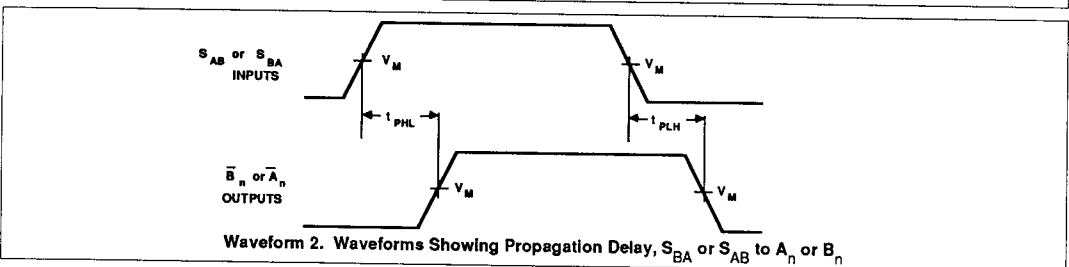 S_AB or S_BA
INPUTS
V_M
V_M
t_PHL
t_PLH
B̅_n or A̅_n
OUTPUTS
V_M
V_M
Waveform 2. Waveforms Showing Propagation Delay, S_BA or S_AB to A_n or B_n